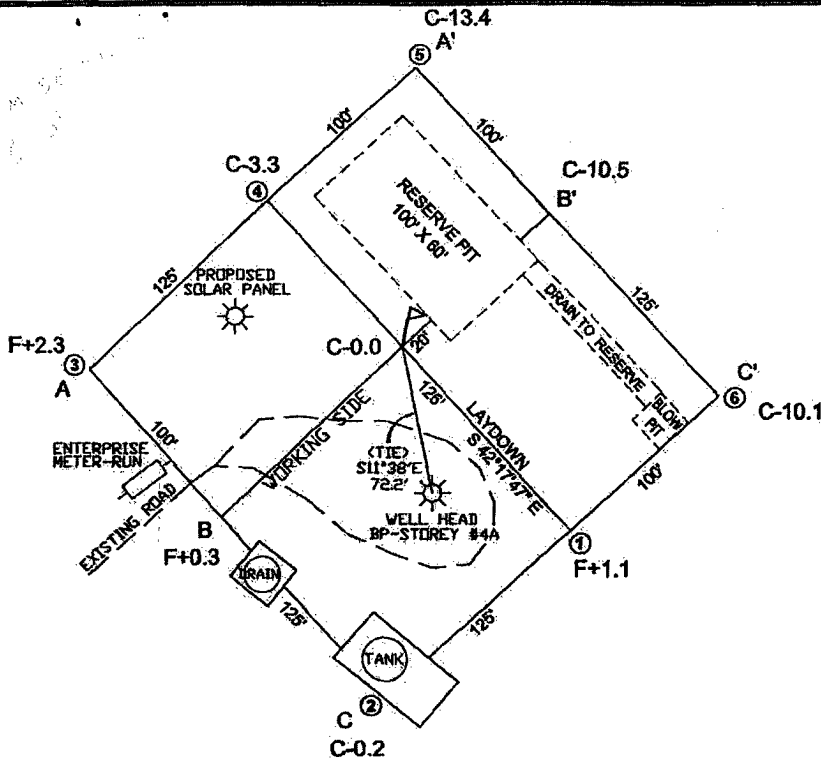 C-13.4
A'
⑤
100'
100'
C-3.3
④
C-10.5
B'
RESERVE PIT
100' X 60'
125'
PROPOSED
SOLAR PANEL
DRAIN TO RESERVE
125'
F+2.3
③
A
C-0.0
20'
BLOW
PIT
C'
⑥
C-10.1
126'
LAYDOWN
S 42°17'47" E
WORKING SIDE
(TIE)
S11°38'E
72.2'
100'
100'
ENTERPRISE
METER-RUN
EXISTING ROAD
WELL HEAD
BP-STOREY #4A
B
F+0.3
①
F+1.1
DRAIN
125'
125'
TANK
C
②
C-0.2